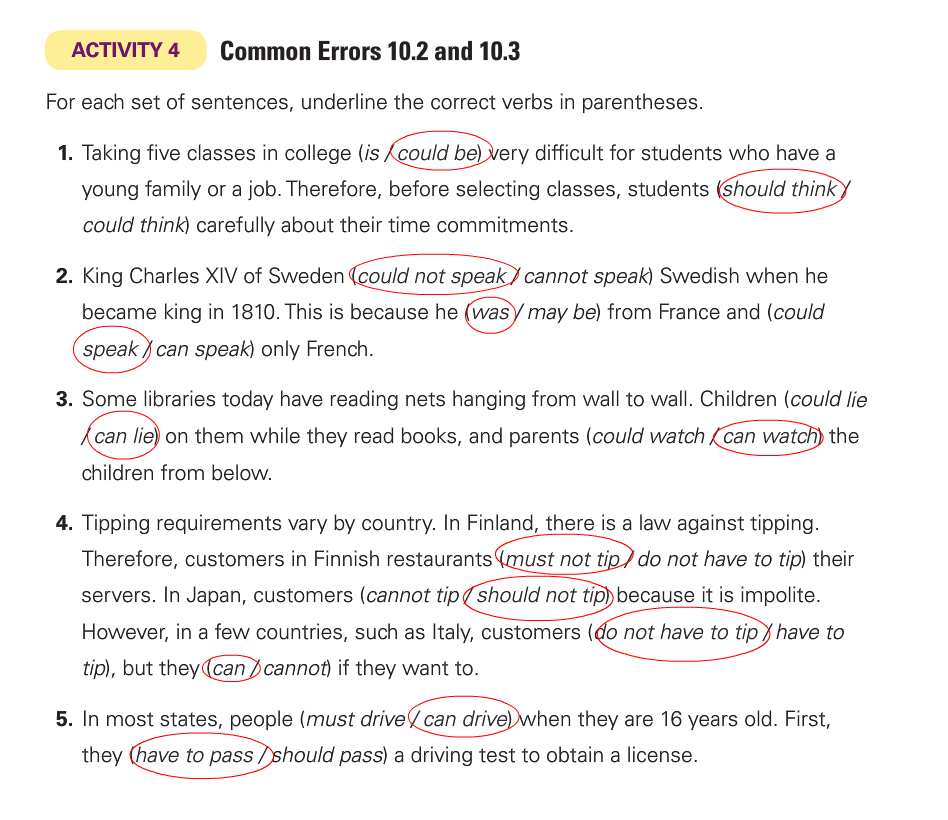 ACTIVITY 4 Common Errors 10.2 and 10.3
For each set of sentences, underline the correct verbs in parentheses.
1. Taking five classes in college (is / could be) very difficult for students who have a
young family or a job. Therefore, before selecting classes, students (should think /
could think) carefully about their time commitments.
2. King Charles XIV of Sweden (could not speak / cannot speak) Swedish when he
became king in 1810. This is because he (was / may be) from France and (could
speak / can speak) only French.
3. Some libraries today have reading nets hanging from wall to wall. Children (could lie
/ can lie) on them while they read books, and parents (could watch / can watch) the
children from below.
4. Tipping requirements vary by country. In Finland, there is a law against tipping.
Therefore, customers in Finnish restaurants (must not tip / do not have to tip) their
servers. In Japan, customers (cannot tip / should not tip) because it is impolite.
However, in a few countries, such as Italy, customers (do not have to tip / have to
tip), but they (can / cannot) if they want to.
5. In most states, people (must drive / can drive) when they are 16 years old. First,
they (have to pass / should pass) a driving test to obtain a license.